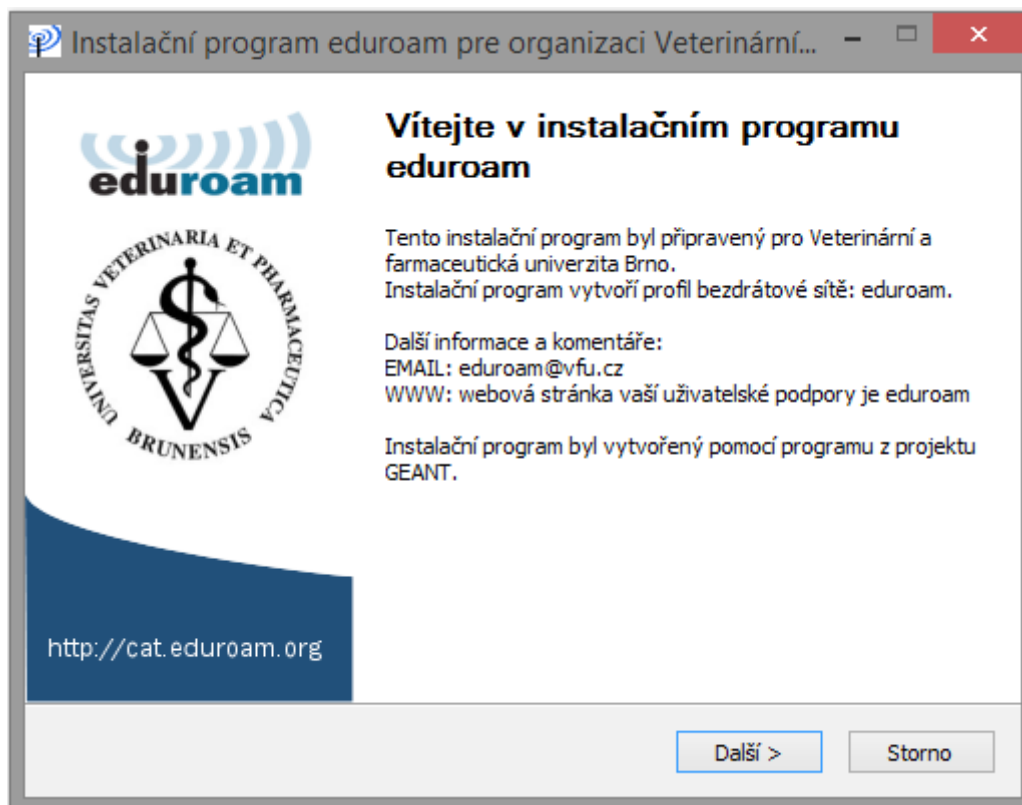 Instalační program eduroam pre organizaci Veterinární...
eduroam
UNIVERSITAS VETERINARIA ET PHARMACEUTICA
BRUNENSIS
Vítejte v instalačním programu
eduroam
Tento instalační program byl připravený pro Veterinární a
farmaceutická univerzita Brno.
Instalační program vytvoří profil bezdrátové sítě: eduroam.
Další informace a komentáře:
EMAIL: eduroam@vfu.cz
WWW: webová stránka vaší uživatelské podpory je eduroam
Instalační program byl vytvořený pomocí programu z projektu
GEANT.
http://cat.eduroam.org
Další >
Storno